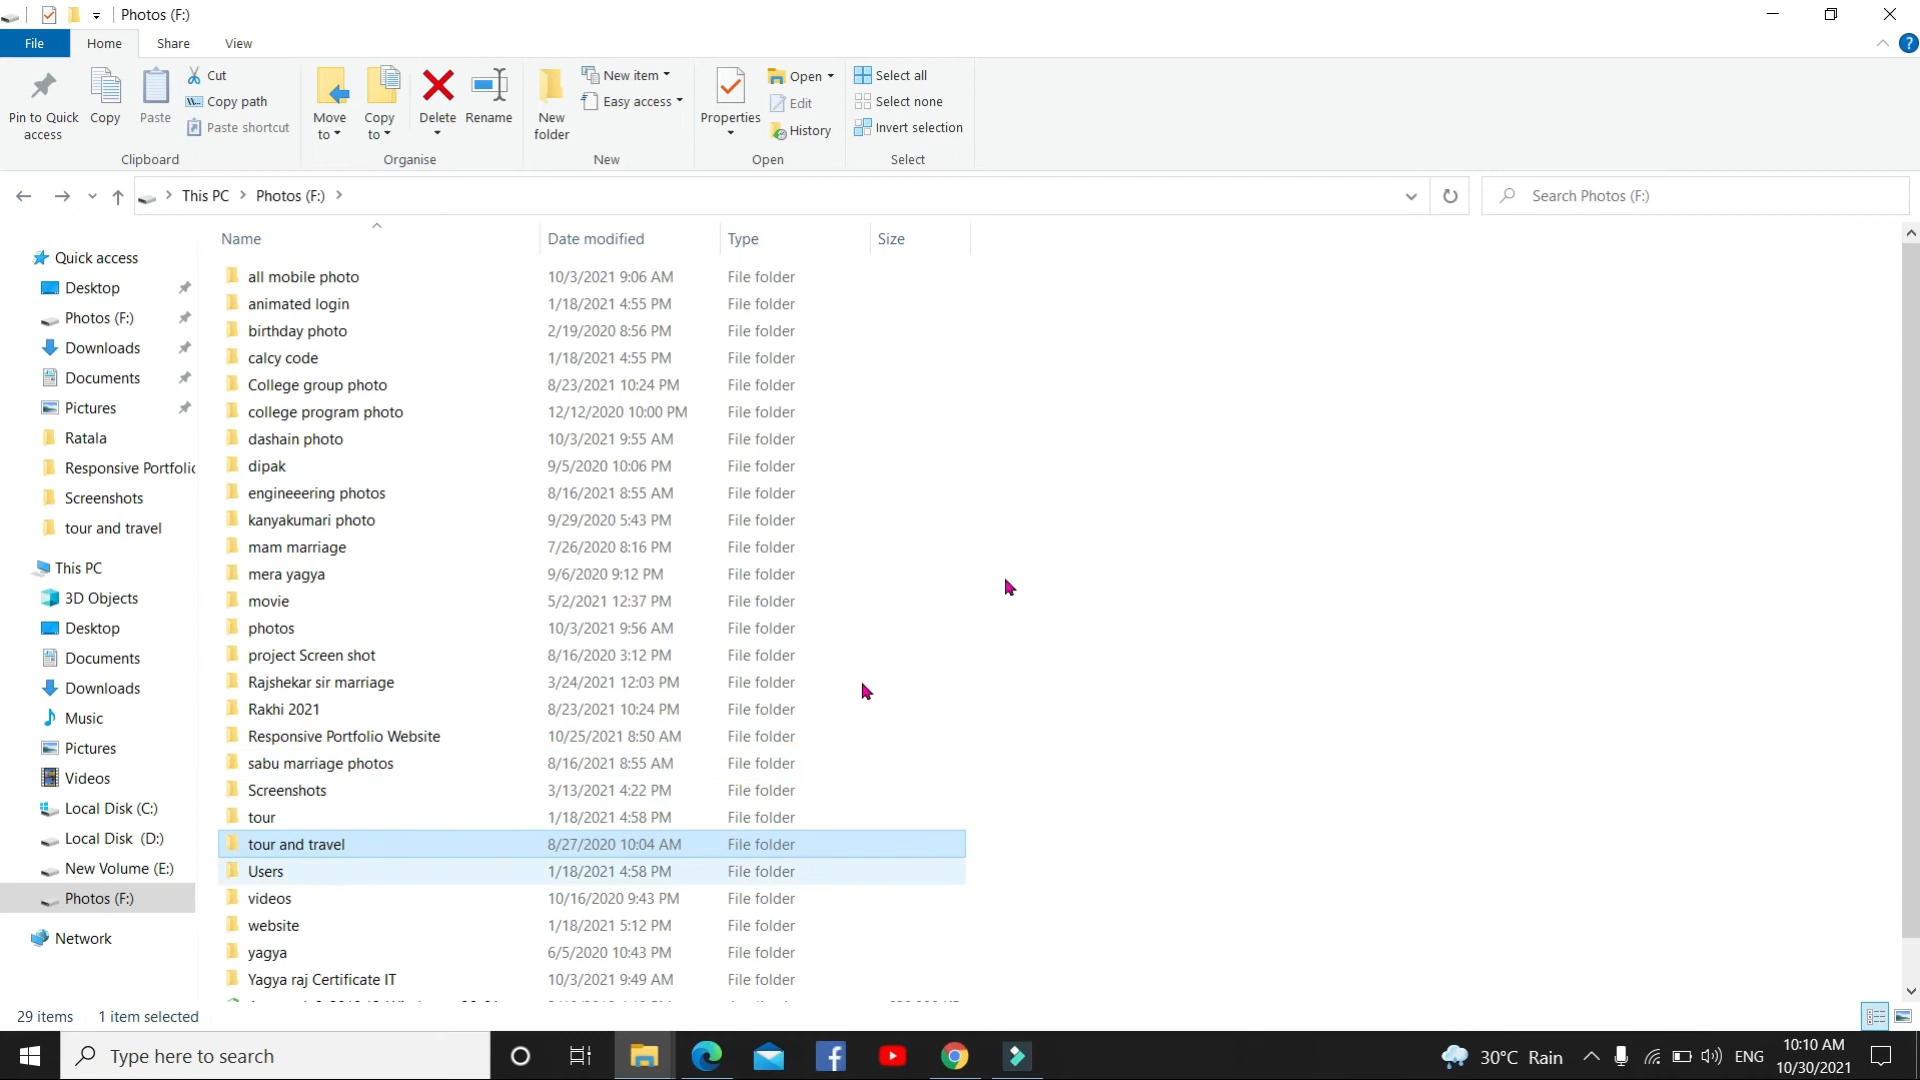 Photos (F:)
File Home Share View
Pin to Quick access
Copy
Paste
Cut
Copy path
Paste shortcut
Clipboard
Move to
Copy to
Delete
Rename
Organise
New folder
New item
Easy access
New
Properties
Open
Edit
History
Open
Select all
Select none
Invert selection
Select
This PC Photos (F:)
Search Photos (F:)
Quick access
Desktop
Photos (F:)
Downloads
Documents
Pictures
Ratala
Responsive Portfolio
Screenshots
tour and travel
This PC
3D Objects
Desktop
Documents
Downloads
Music
Pictures
Videos
Local Disk (C:)
Local Disk (D:)
New Volume (E:)
Photos (F:)
Network
Name Date modified Type Size
all mobile photo 10/3/2021 9:06 AM File folder
animated login 1/18/2021 4:55 PM File folder
birthday photo 2/19/2020 8:56 PM File folder
calcy code 1/18/2021 4:55 PM File folder
College group photo 8/23/2021 10:24 PM File folder
college program photo 12/12/2020 10:00 PM File folder
dashain photo 10/3/2021 9:55 AM File folder
dipak 9/5/2020 10:06 PM File folder
engineeering photos 8/16/2021 8:55 AM File folder
kanyakumari photo 9/29/2020 5:43 PM File folder
mam marriage 7/26/2020 8:16 PM File folder
mera yagya 9/6/2020 9:12 PM File folder
movie 5/2/2021 12:37 PM File folder
photos 10/3/2021 9:56 AM File folder
project Screen shot 8/16/2020 3:12 PM File folder
Rajshekar sir marriage 3/24/2021 12:03 PM File folder
Rakhi 2021 8/23/2021 10:24 PM File folder
Responsive Portfolio Website 10/25/2021 8:50 AM File folder
sabu marriage photos 8/16/2021 8:55 AM File folder
Screenshots 3/13/2021 4:22 PM File folder
tour 1/18/2021 4:58 PM File folder
tour and travel 8/27/2020 10:04 AM File folder
Users 1/18/2021 4:58 PM File folder
videos 10/16/2020 9:43 PM File folder
website 1/18/2021 5:12 PM File folder
yagya 6/5/2020 10:43 PM File folder
Yagya raj Certificate IT 10/3/2021 9:49 AM File folder
29 items 1 item selected
Type here to search
30°C Rain
ENG
10:10 AM
10/30/2021